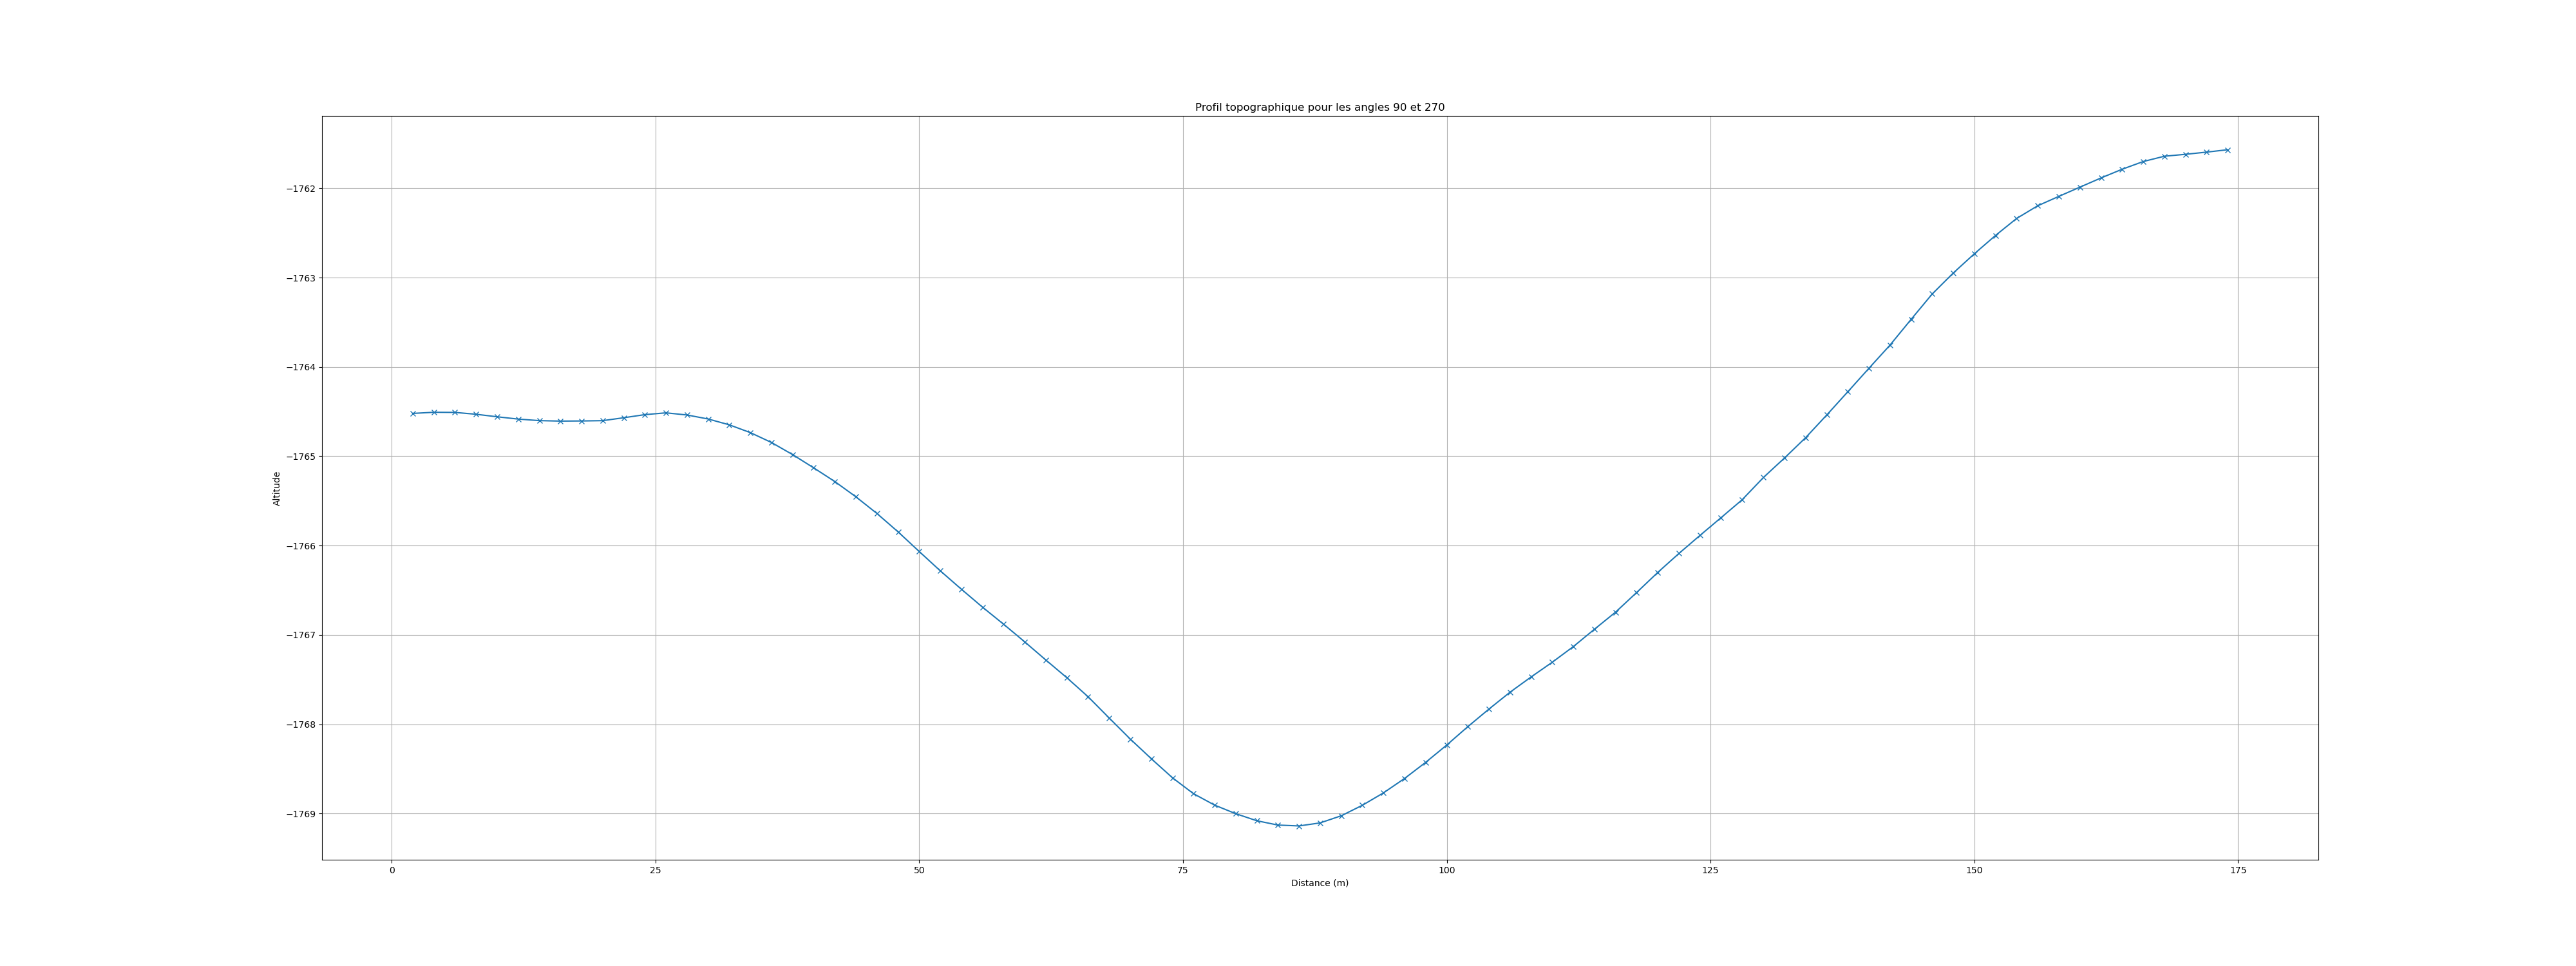 Profil topographique pour les angles 90 et 270
−1762
−1763
−1764
−1765
−1766
−1767
−1768
−1769
Altitude
0 25 50 75 100 125 150 175
Distance (m)